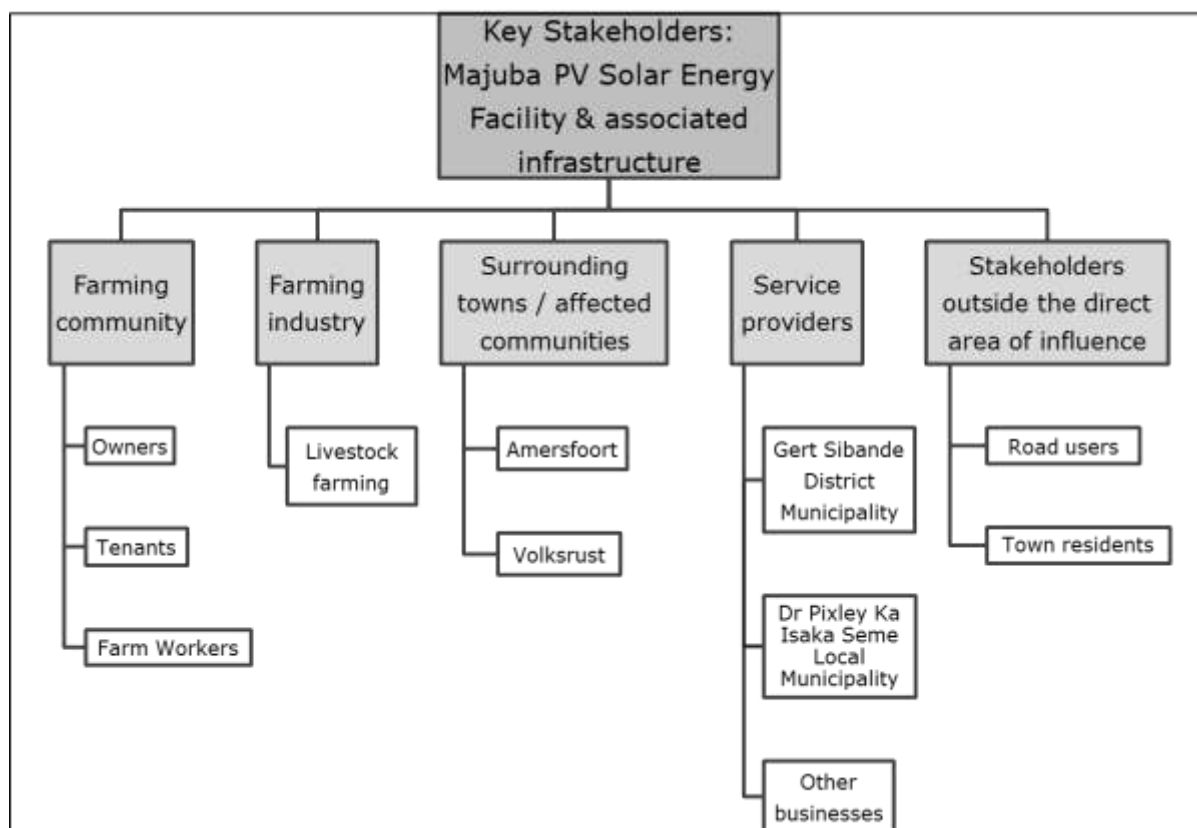 Key Stakeholders:
Majuba PV Solar Energy
Facility & associated
infrastructure
Farming
community
Owners
Tenants
Farm Workers
Farming
industry
Livestock
farming
Surrounding
towns / affected
communities
Amersfoort
Volksrust
Service
providers
Gert Sibande
District
Municipality
Dr Pixley Ka
Isaka Seme
Local
Municipality
Other
businesses
Stakeholders
outside the direct
area of influence
Road users
Town residents